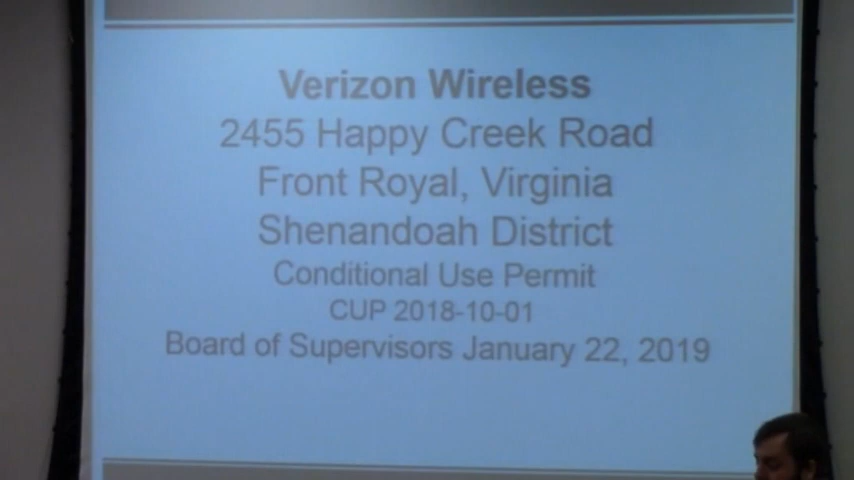 Verizon Wireless
2455 Happy Creek Road
Front Royal, Virginia
Shenandoah District
Conditional Use Permit
CUP 2018-10-01
Board of Supervisors January 22, 2019